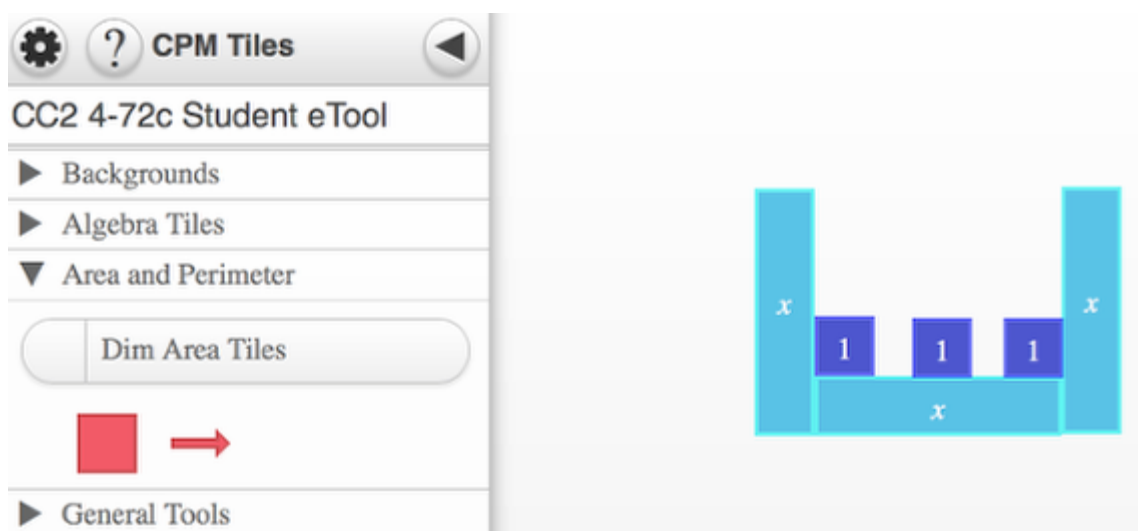 ? CPM Tiles
CC2 4-72c Student eTool
Backgrounds
Algebra Tiles
Area and Perimeter
Dim Area Tiles
General Tools
x x
1 1 1
x